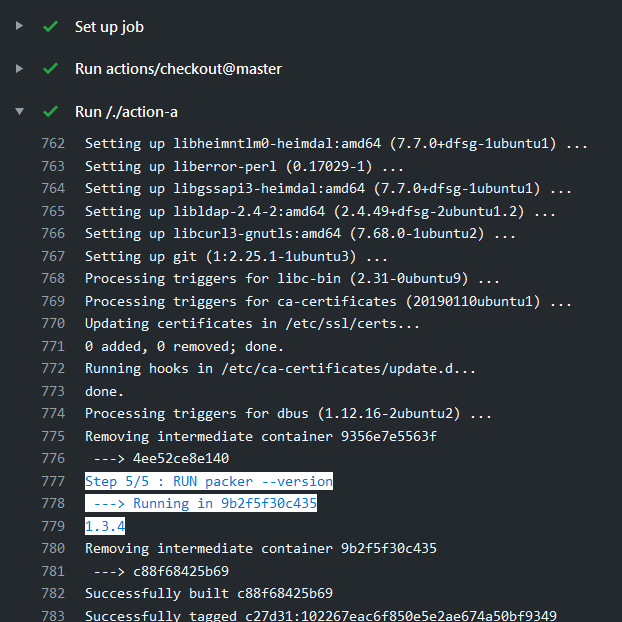 Set up job
Run actions/checkout@master
Run /./action-a
762 Setting up libheimntlm0-heimdal:amd64 (7.7.0+dfsg-1ubuntu1) ...
763 Setting up liberror-perl (0.17029-1) ...
764 Setting up libgssapi3-heimdal:amd64 (7.7.0+dfsg-1ubuntu1) ...
765 Setting up libldap-2.4-2:amd64 (2.4.49+dfsg-2ubuntu1.2) ...
766 Setting up libcurl3-gnutls:amd64 (7.68.0-1ubuntu2) ...
767 Setting up git (1:2.25.1-1ubuntu3) ...
768 Processing triggers for libc-bin (2.31-0ubuntu9) ...
769 Processing triggers for ca-certificates (20190110ubuntu1) ...
770 Updating certificates in /etc/ssl/certs...
771 0 added, 0 removed; done.
772 Running hooks in /etc/ca-certificates/update.d...
773 done.
774 Processing triggers for dbus (1.12.16-2ubuntu2) ...
775 Removing intermediate container 9356e7e5563f
776 ---> 4ee52ce8e140
777 Step 5/5 : RUN packer --version
778 ---> Running in 9b2f5f30c435
779 1.3.4
780 Removing intermediate container 9b2f5f30c435
781 ---> c88f68425b69
782 Successfully built c88f68425b69
783 Successfully tagged c27d31:102267eac6f850e5e2ae674a50bf9349